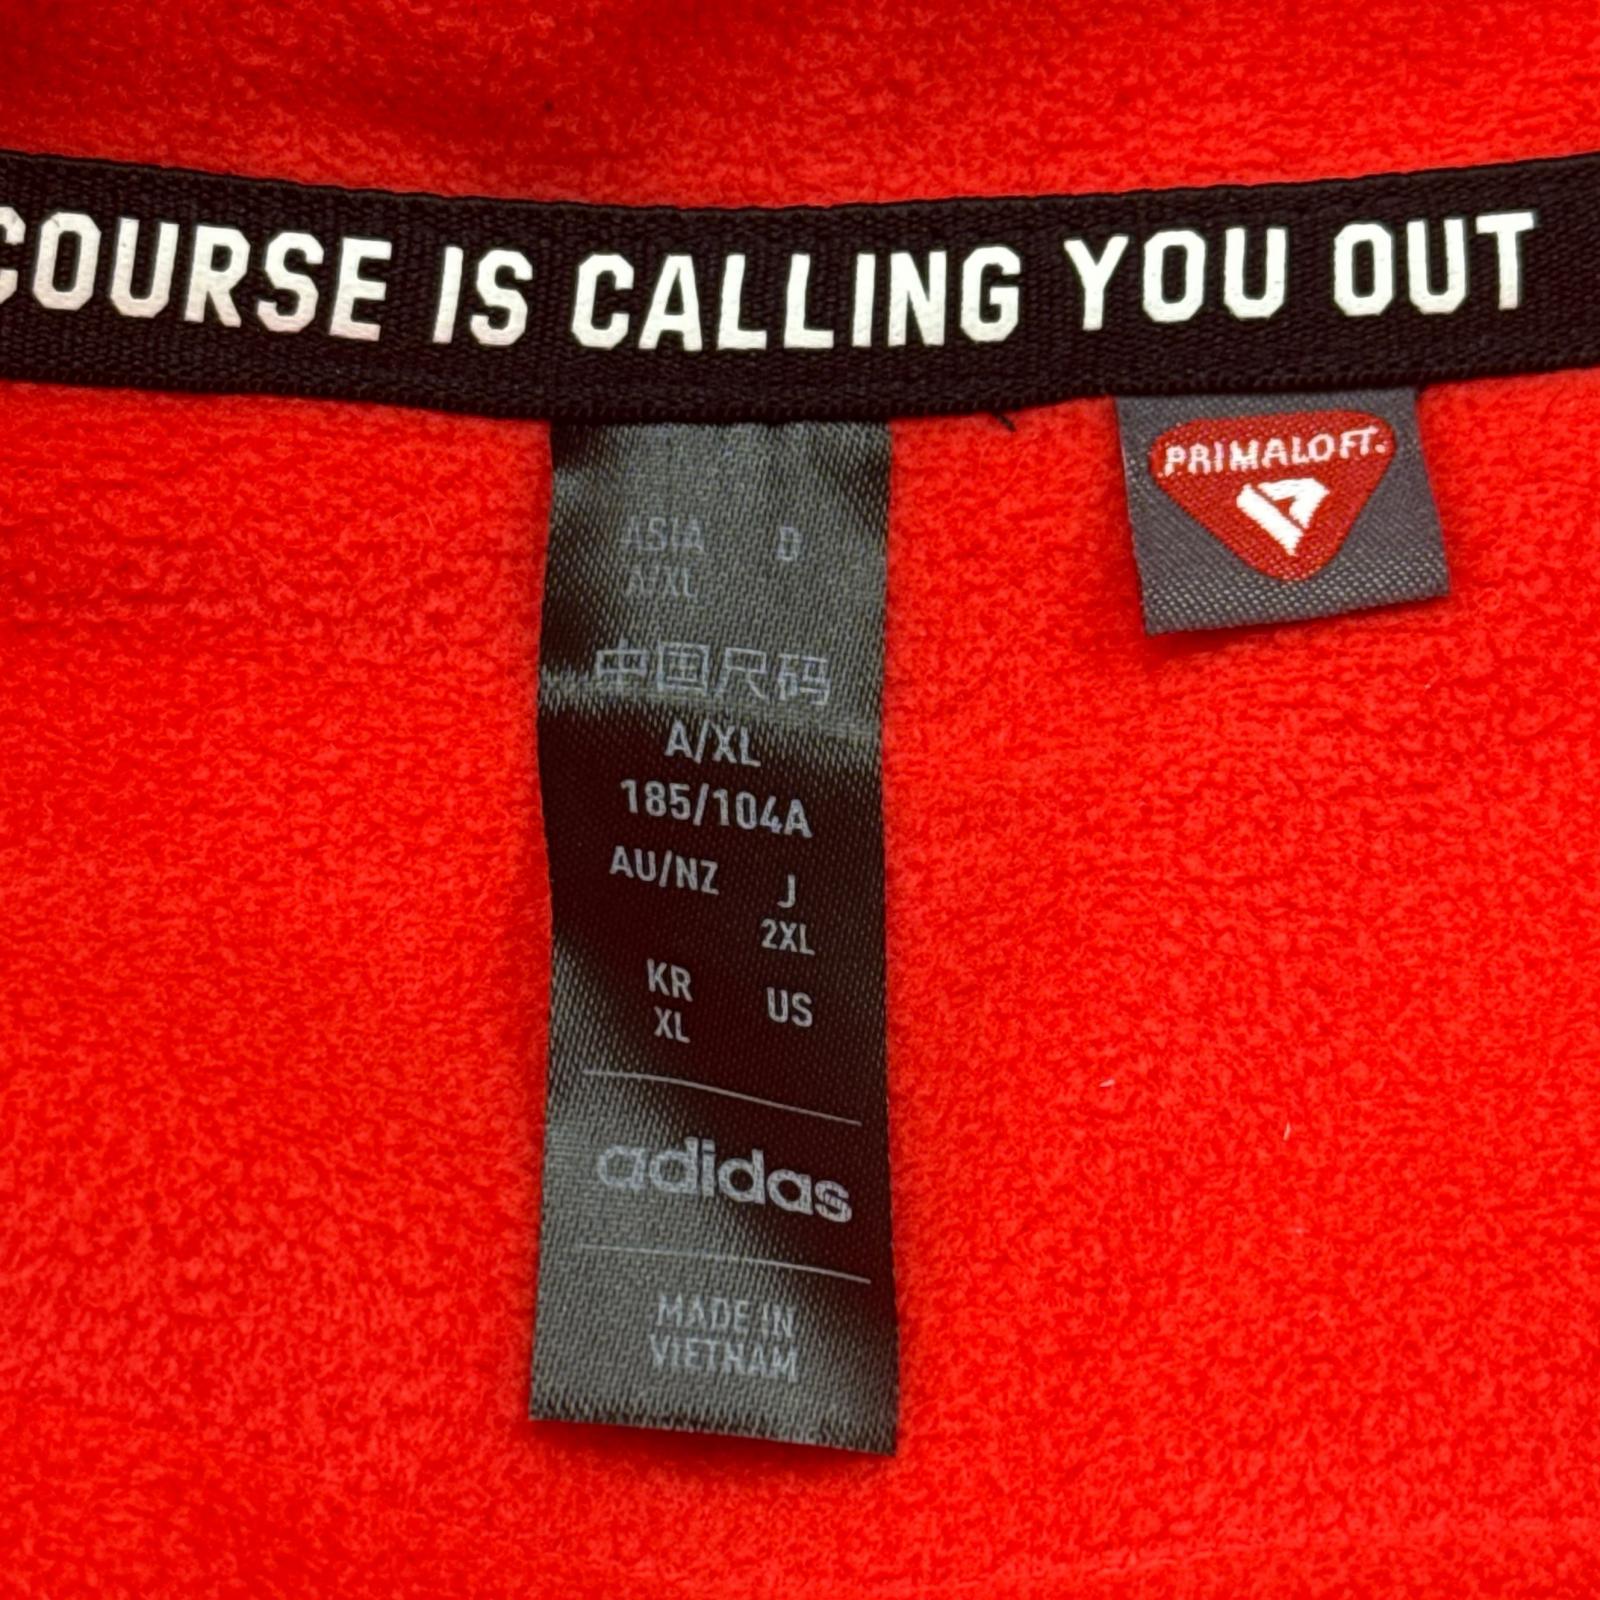 COURSE IS CALLING YOU OUT
PRIMALOFT
ASIA D
A/XL
中国尺码
A/XL
185/104A
AU/NZ J
2XL
KR US
XL
adidas
MADE IN
VIETNAM